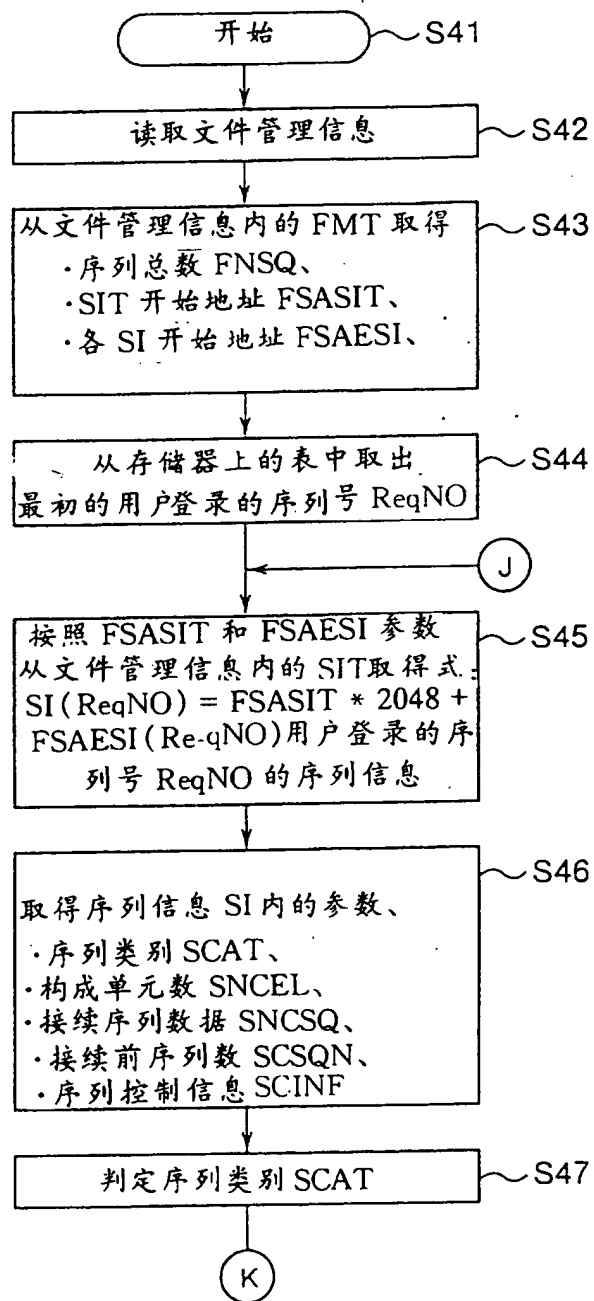 开始 S41
读取文件管理信息 S42
从文件管理信息内的 FMT 取得 S43
·序列总数 FNSQ、
·SIT 开始地址 FSASIT、
·各 SI 开始地址 FSAESI、
从存储器上的表中取出 S44
最初的用户登录的序列号 ReqNO
J
按照 FSASIT 和 FSAESI 参数 S45
从文件管理信息内的 SIT取得式:
SI(ReqNO) = FSASIT * 2048 +
FSAESI(Re-qNO)用户登录的序
列号 ReqNO 的序列信息
S46
取得序列信息 SI 内的参数、
·序列类别 SCAT、
·构成单元数 SNCEL、
·接续序列数据 SNCSQ、
·接续前序列数 SCSQN、
·序列控制信息 SCINF
判定序列类别 SCAT S47
K